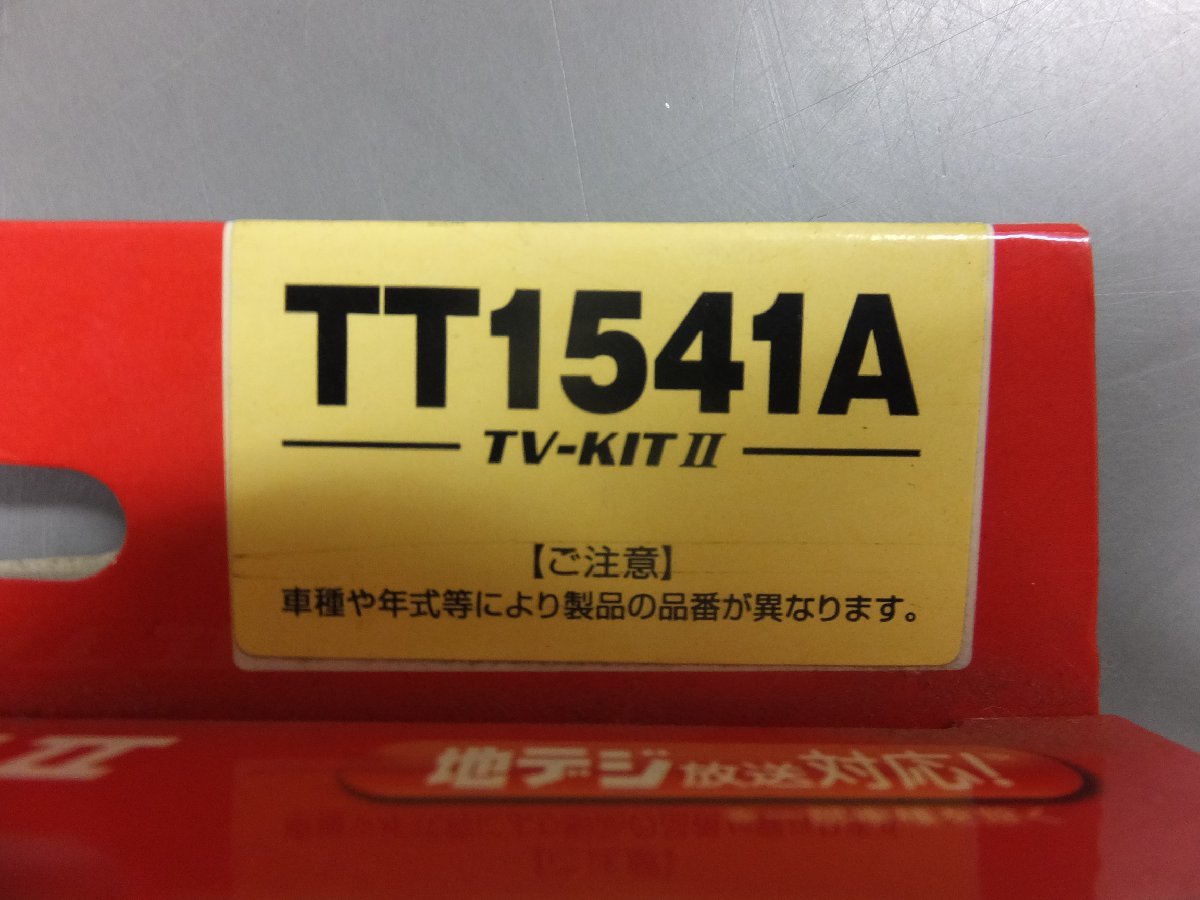 TT1541A
TV-KIT II
【ご注意】
車種や年式等により製品の品番が異なります。
II
地デジ放送対応!